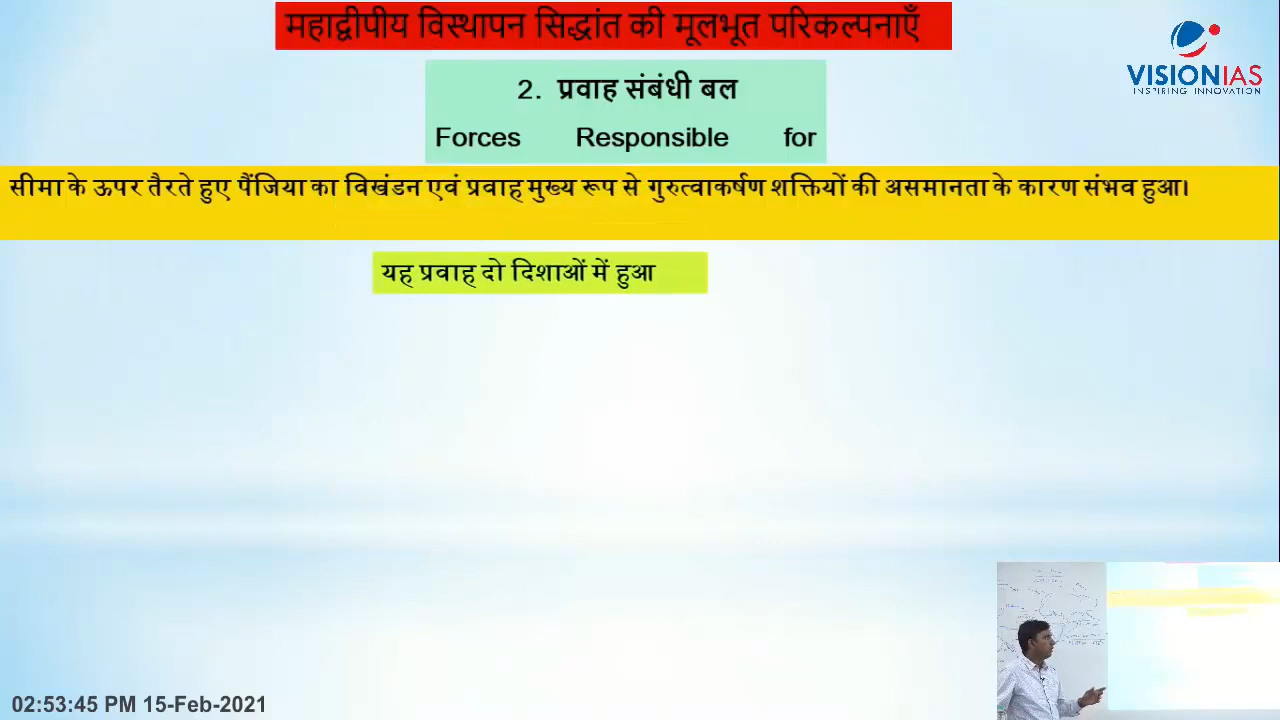 महाद्वीपीय विस्थापन सिद्धांत की मूलभूत परिकल्पनाएँ
VISIONIAS
INSPIRING INNOVATION
2. प्रवाह संबंधी बल
Forces Responsible for
सीमा के ऊपर तैरते हुए पैंजिया का विखंडन एवं प्रवाह मुख्य रूप से गुरुत्वाकर्षण शक्तियों की असमानता के कारण संभव हुआ।
यह प्रवाह दो दिशाओं में हुआ
02:53:45 PM 15-Feb-2021